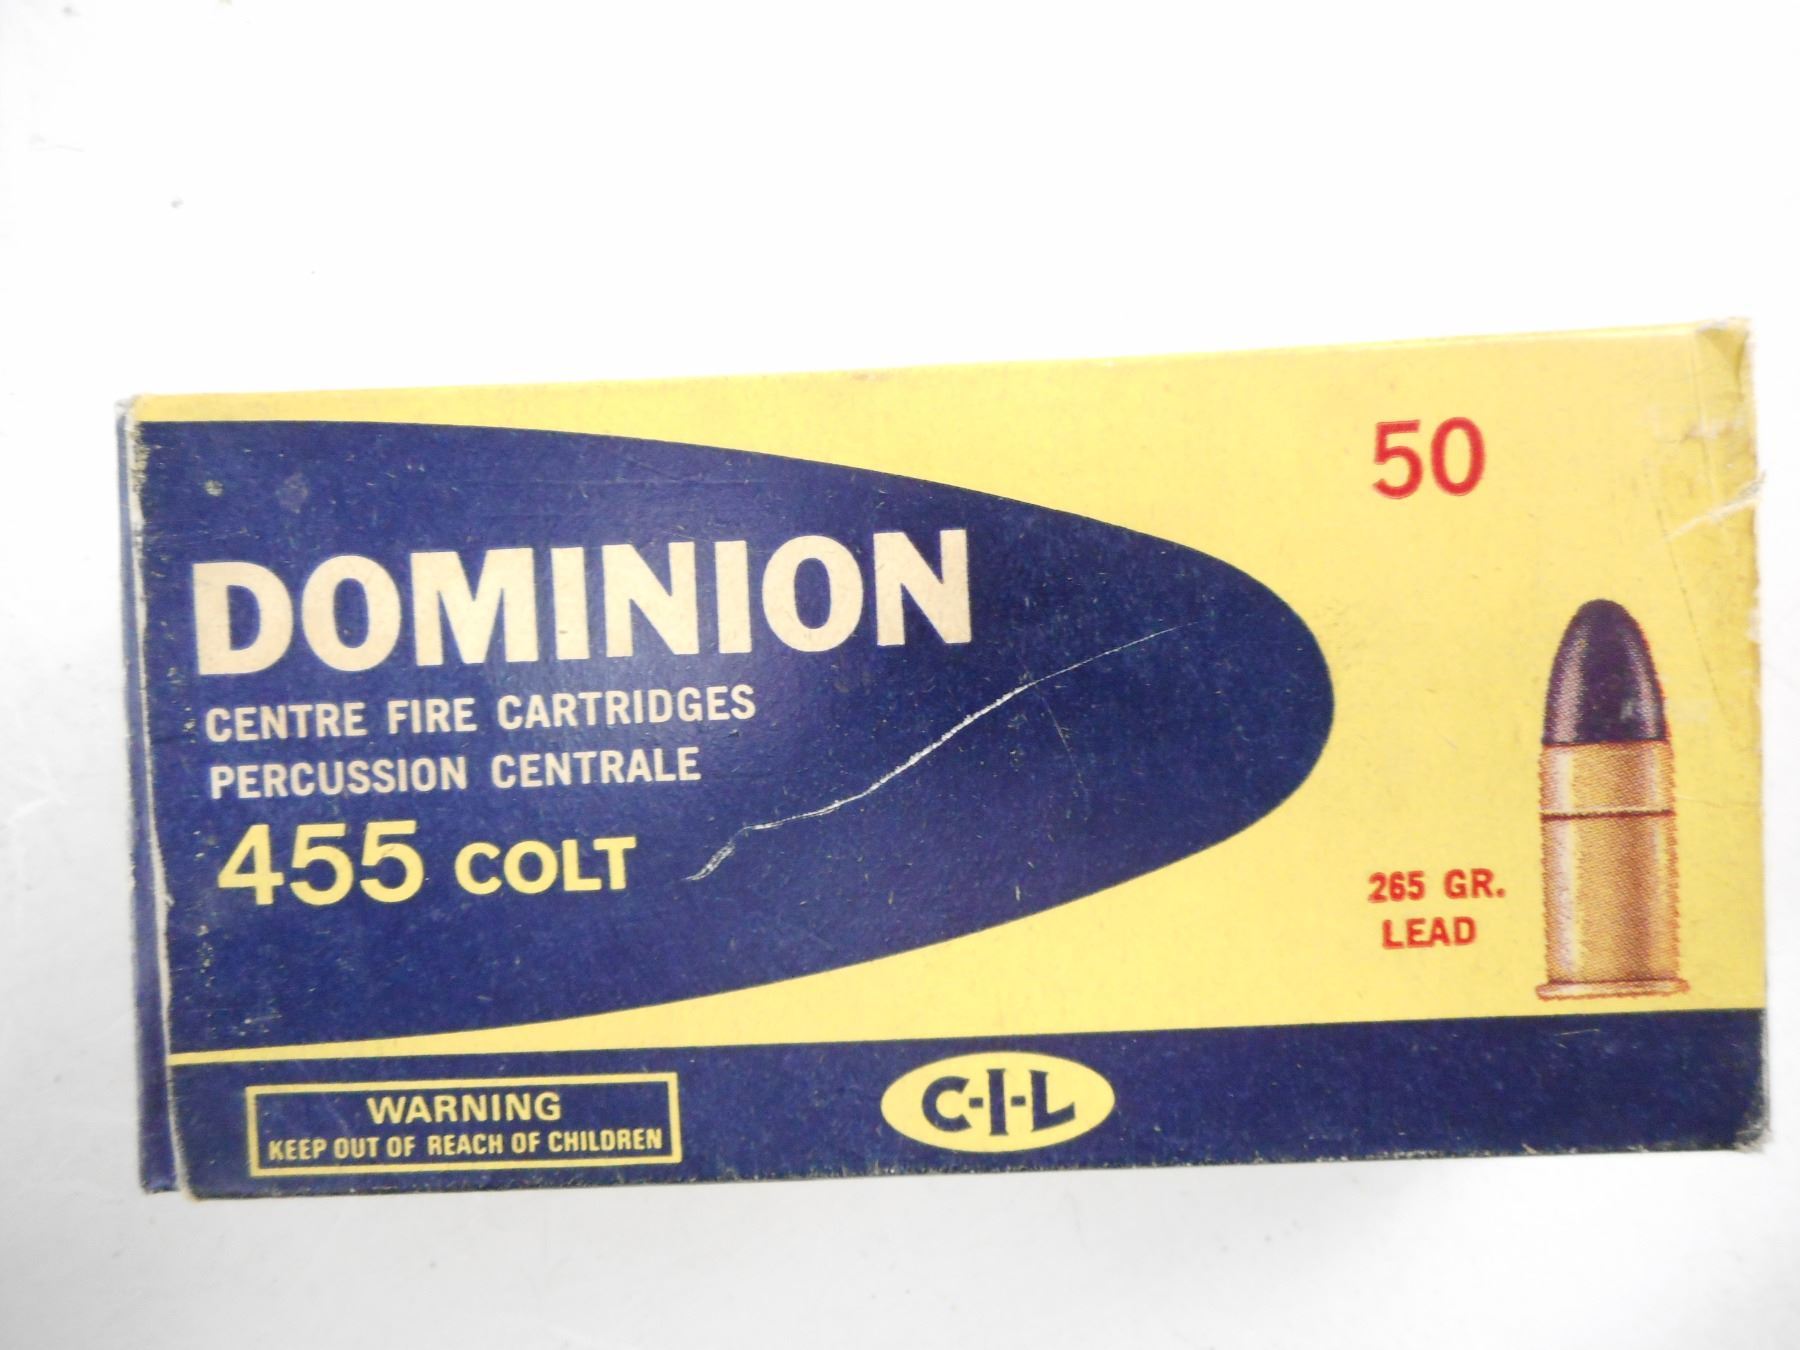 50
DOMINION
CENTRE FIRE CARTRIDGES
PERCUSSION CENTRALE
455 COLT
265 GR.
LEAD
WARNING
KEEP OUT OF REACH OF CHILDREN
C-I-L